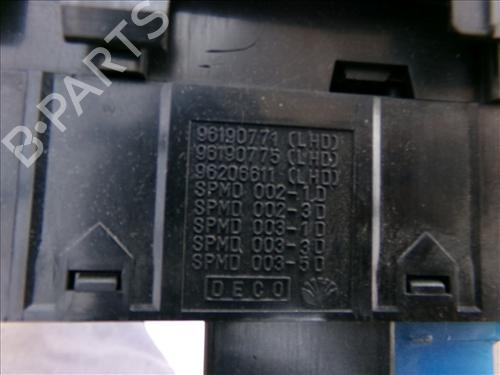 B-PARTS
96190771 (LHD)
96190775 (LHD)
96206611 (LHD)
SPMD 002-1D
SPMD 002-3D
SPMD 003-1D
SPMD 003-3D
SPMD 003-5D
DECO